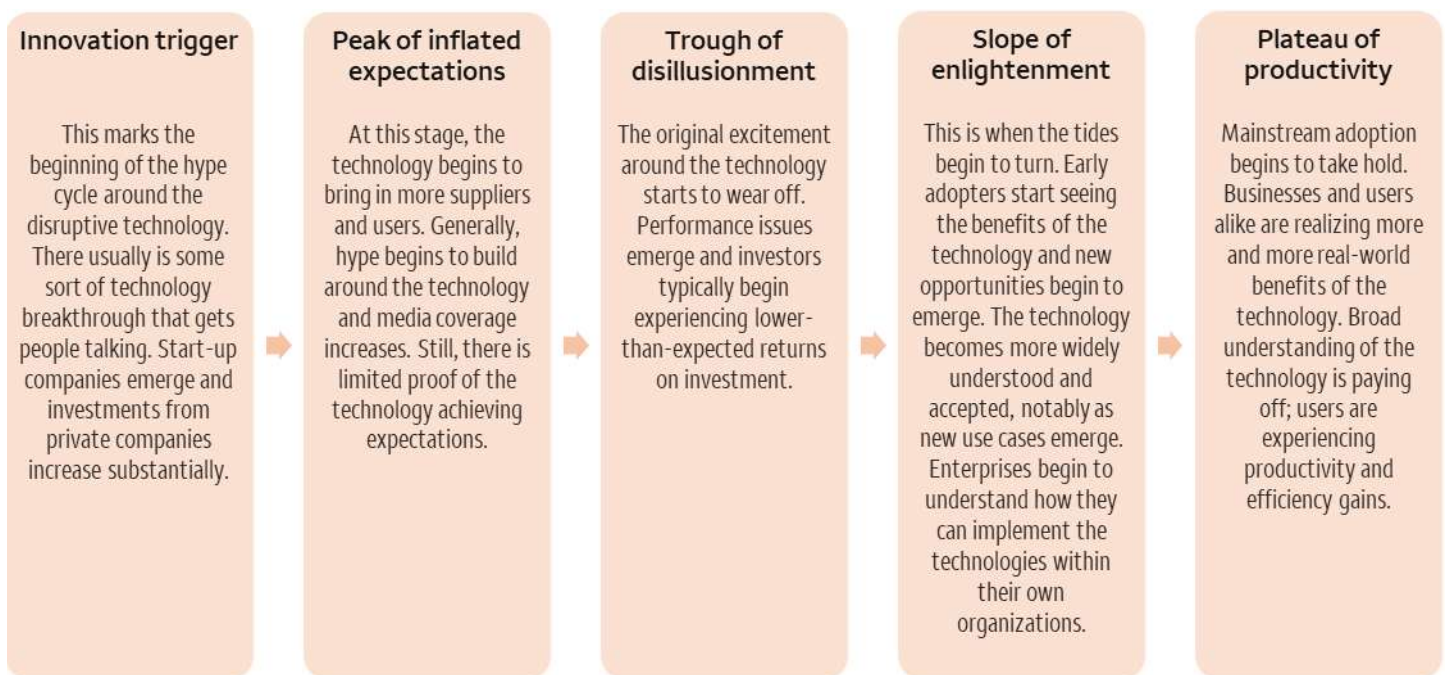 Innovation trigger
This marks the
beginning of the hype
cycle around the
disruptive technology.
There usually is some
sort of technology
breakthrough that gets
people talking. Start-up
companies emerge and
investments from
private companies
increase substantially.
Peak of inflated
expectations
At this stage, the
technology begins to
bring in more suppliers
and users. Generally,
hype begins to build
around the technology
and media coverage
increases. Still, there is
limited proof of the
technology achieving
expectations.
Trough of
disillusionment
The original excitement
around the technology
starts to wear off.
Performance issues
emerge and investors
typically begin
experiencing lower-
than-expected returns
on investment.
Slope of
enlightenment
This is when the tides
begin to turn. Early
adopters start seeing
the benefits of the
technology and new
opportunities begin to
emerge. The technology
becomes more widely
understood and
accepted, notably as
new use cases emerge.
Enterprises begin to
understand how they
can implement the
technologies within
their own
organizations.
Plateau of
productivity
Mainstream adoption
begins to take hold.
Businesses and users
alike are realizing more
and more real-world
benefits of the
technology. Broad
understanding of the
technology is paying
off; users are
experiencing
productivity and
efficiency gains.